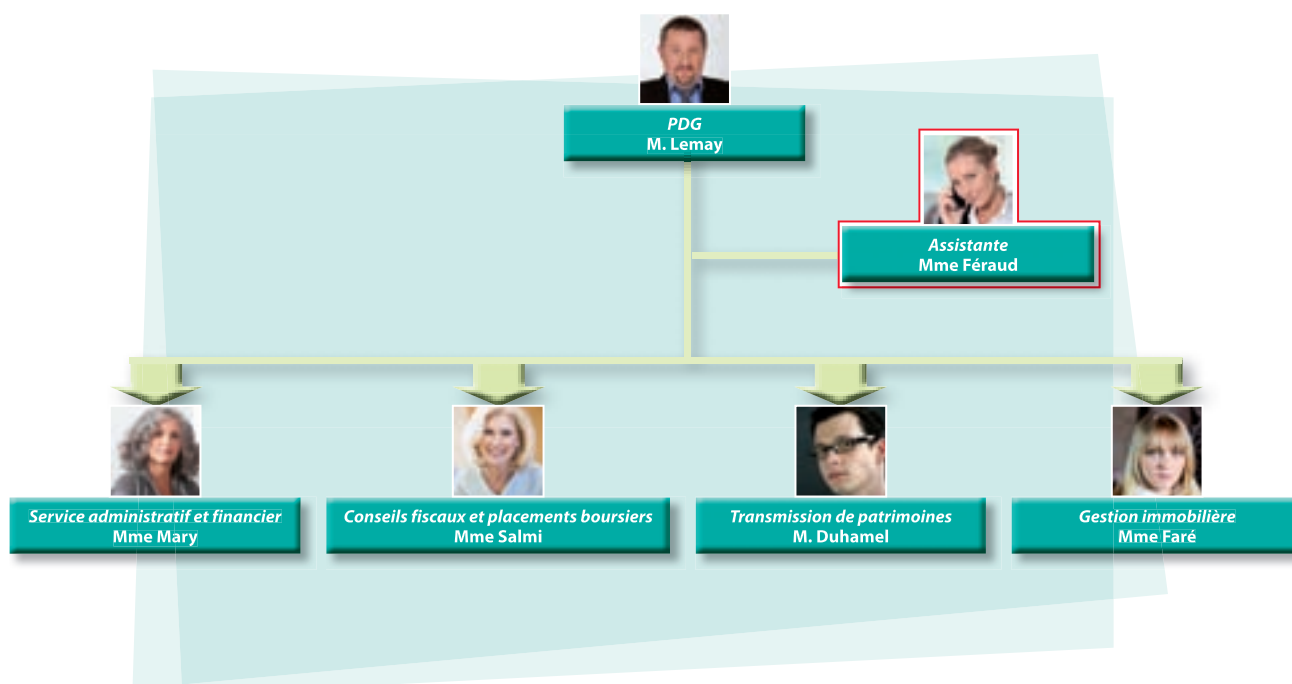 PDG
M. Lemay
Assistante
Mme Féraud
Service administratif et financier
Mme Mary
Conseils fiscaux et placements boursiers
Mme Salmi
Transmission de patrimoines
M. Duhamel
Gestion immobilière
Mme Faré